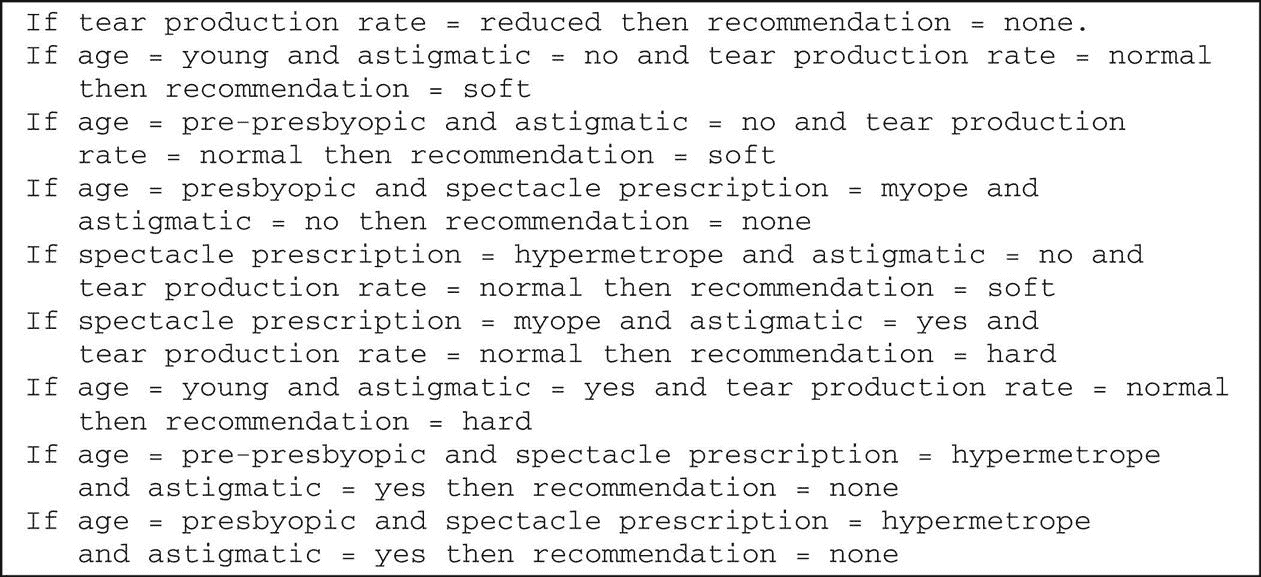 If tear production rate = reduced then recommendation = none.
If age = young and astigmatic = no and tear production rate = normal
then recommendation = soft
If age = pre-presbyopic and astigmatic = no and tear production
rate = normal then recommendation = soft
If age = presbyopic and spectacle prescription = myope and
astigmatic = no then recommendation = none
If spectacle prescription = hypermetrope and astigmatic = no and
tear production rate = normal then recommendation = soft
If spectacle prescription = myope and astigmatic = yes and
tear production rate = normal then recommendation = hard
If age = young and astigmatic = yes and tear production rate = normal
then recommendation = hard
If age = pre-presbyopic and spectacle prescription = hypermetrope
and astigmatic = yes then recommendation = none
If age = presbyopic and spectacle prescription = hypermetrope
and astigmatic = yes then recommendation = none